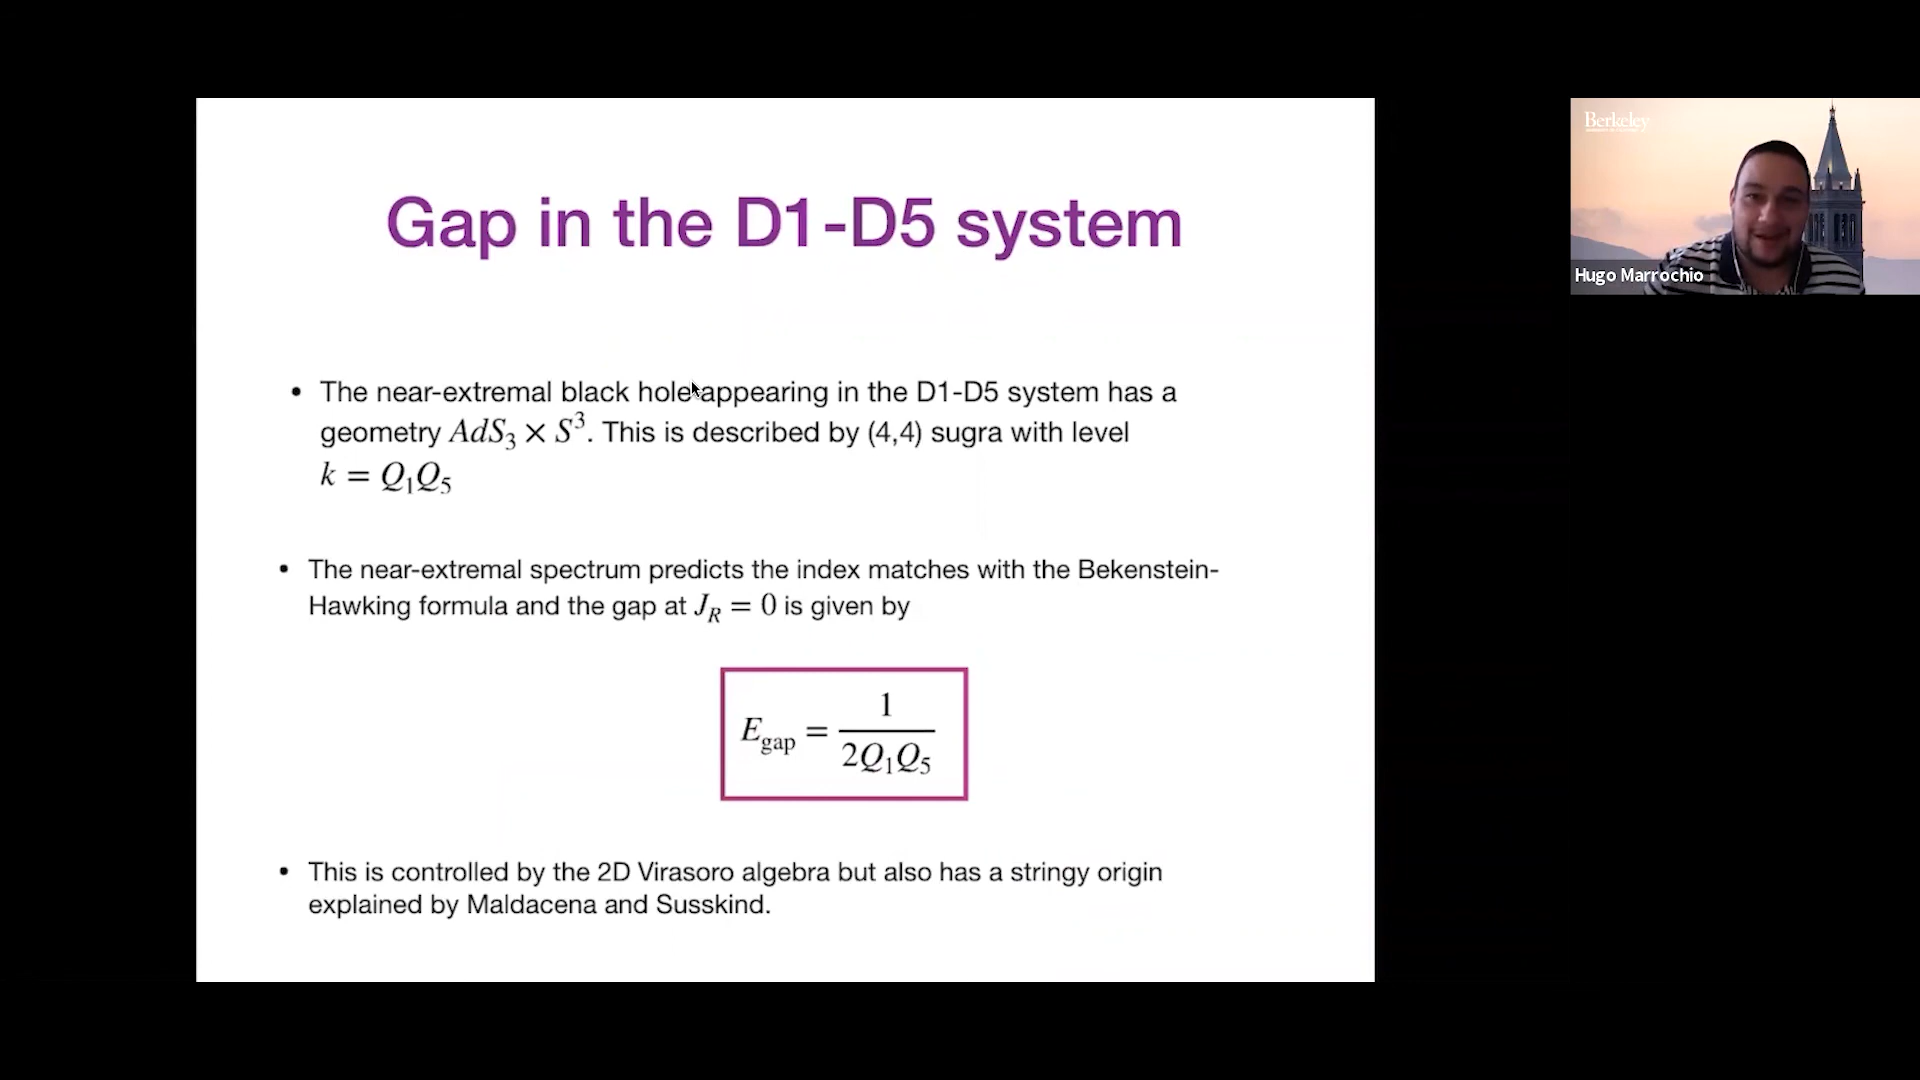 Berkeley
Hugo Marrochio
Gap in the D1-D5 system
• The near-extremal black hole appearing in the D1-D5 system has a
geometry AdS₃ × S³. This is described by (4,4) sugra with level
k = Q₁Q₅
• The near-extremal spectrum predicts the index matches with the Bekenstein-
Hawking formula and the gap at J_R = 0 is given by
E_gap = 1 / 2Q₁Q₅
• This is controlled by the 2D Virasoro algebra but also has a stringy origin
explained by Maldacena and Susskind.